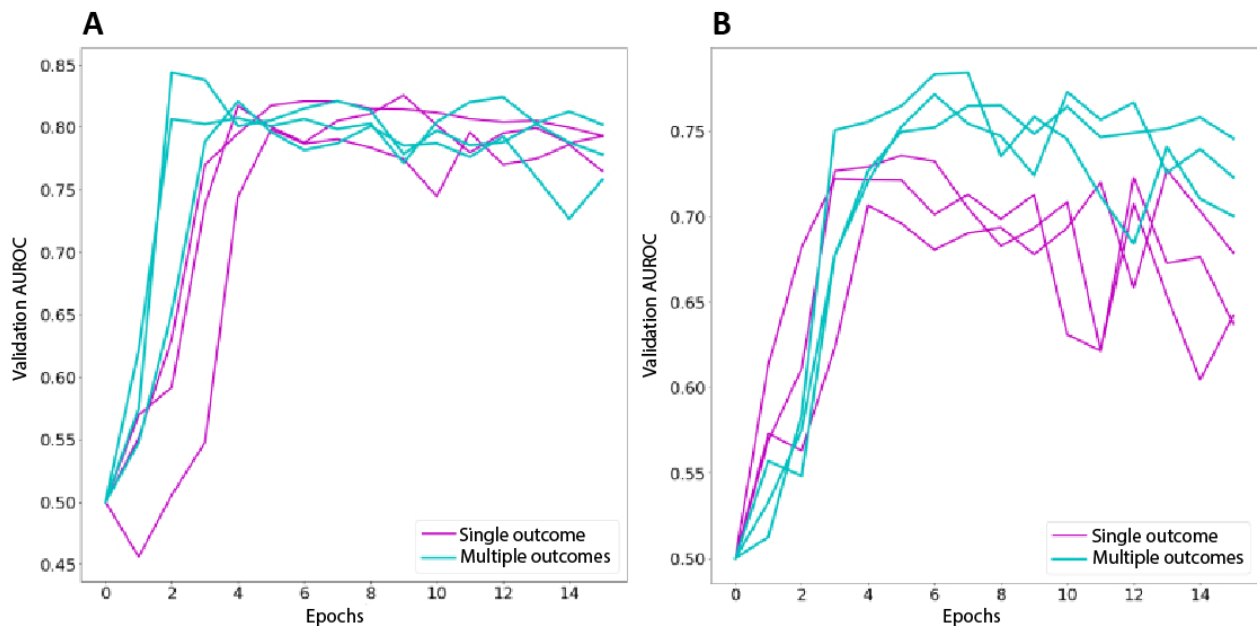 A
0.85
0.80
0.75
0.70
0.65
0.60
0.55
0.50
0.45
Validation AUROC
0 2 4 6 8 10 12 14
Epochs
Single outcome
Multiple outcomes
B
0.75
0.70
0.65
0.60
0.55
0.50
Validation AUROC
0 2 4 6 8 10 12 14
Epochs
Single outcome
Multiple outcomes